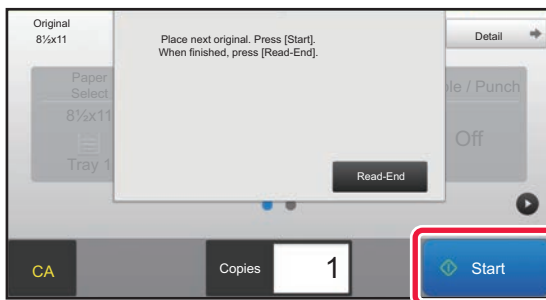 Original
8½x11
Place next original. Press [Start].
When finished, press [Read-End].
Detail
Paper
Select
8½x11
Tray 1
ple / Punch
Off
Read-End
CA
Copies
1
Start